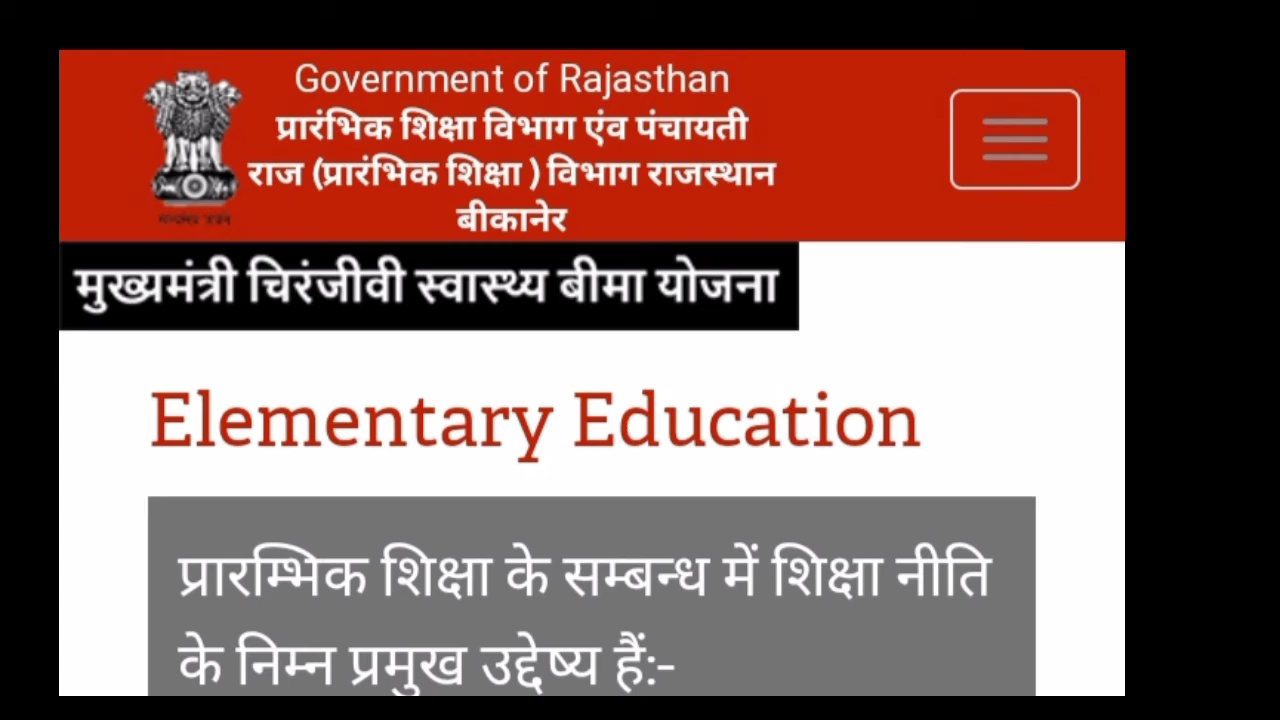 Government of Rajasthan
प्रारंभिक शिक्षा विभाग एंव पंचायती
राज (प्रारंभिक शिक्षा ) विभाग राजस्थान
बीकानेर
मुख्यमंत्री चिरंजीवी स्वास्थ्य बीमा योजना
Elementary Education
प्रारम्भिक शिक्षा के सम्बन्ध में शिक्षा नीति
के निम्न प्रमुख उद्देष्य हैं:-